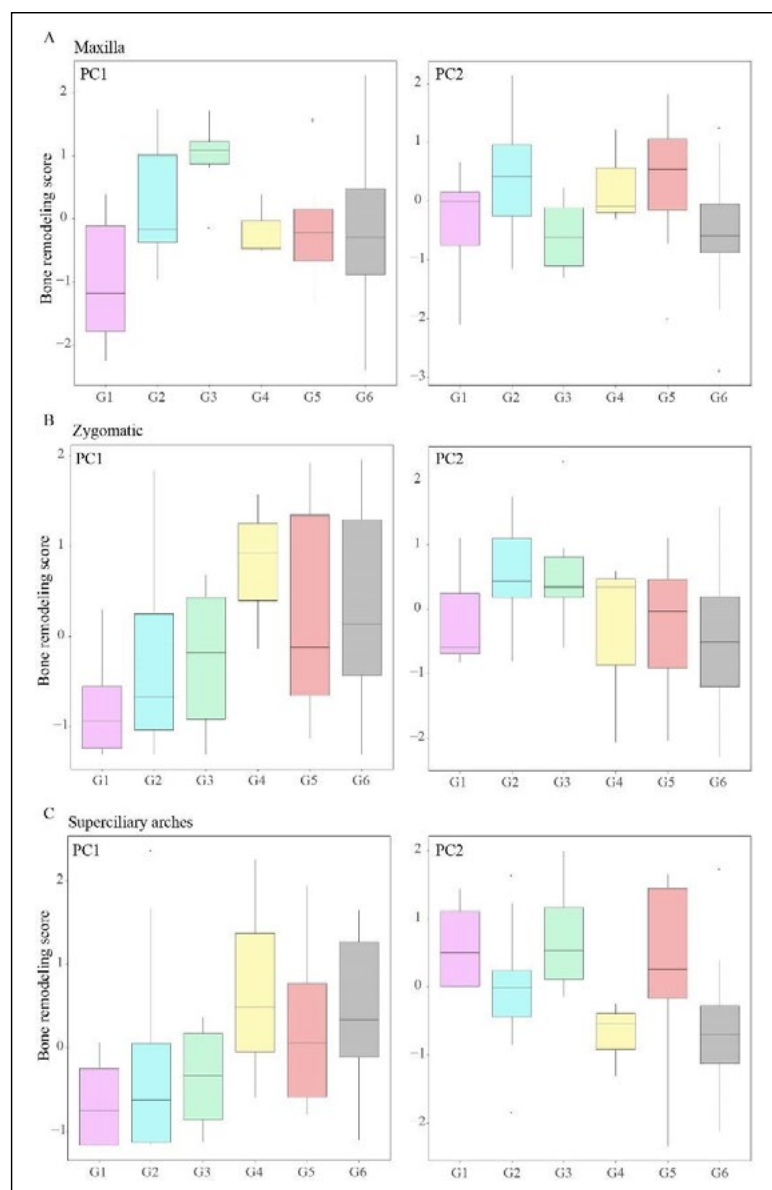 A
Maxilla
PC1
PC2
Bone remodeling score
2
1
0
−1
−2
2
1
0
−1
−2
−3
G1 G2 G3 G4 G5 G6
G1 G2 G3 G4 G5 G6
B
Zygomatic
PC1
PC2
Bone remodeling score
2
1
0
−1
2
1
0
−1
−2
G1 G2 G3 G4 G5 G6
G1 G2 G3 G4 G5 G6
C
Superciliary arches
PC1
PC2
Bone remodeling score
2
1
0
−1
2
1
0
−1
−2
G1 G2 G3 G4 G5 G6
G1 G2 G3 G4 G5 G6